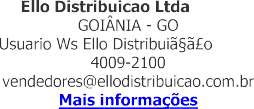 Ello Distribuicao Ltda
GOIÂNIA - GO
Usuario Ws Ello Distribuiã§ã£o
4009-2100
vendedores@ellodistribuicao.com.br
Mais informações